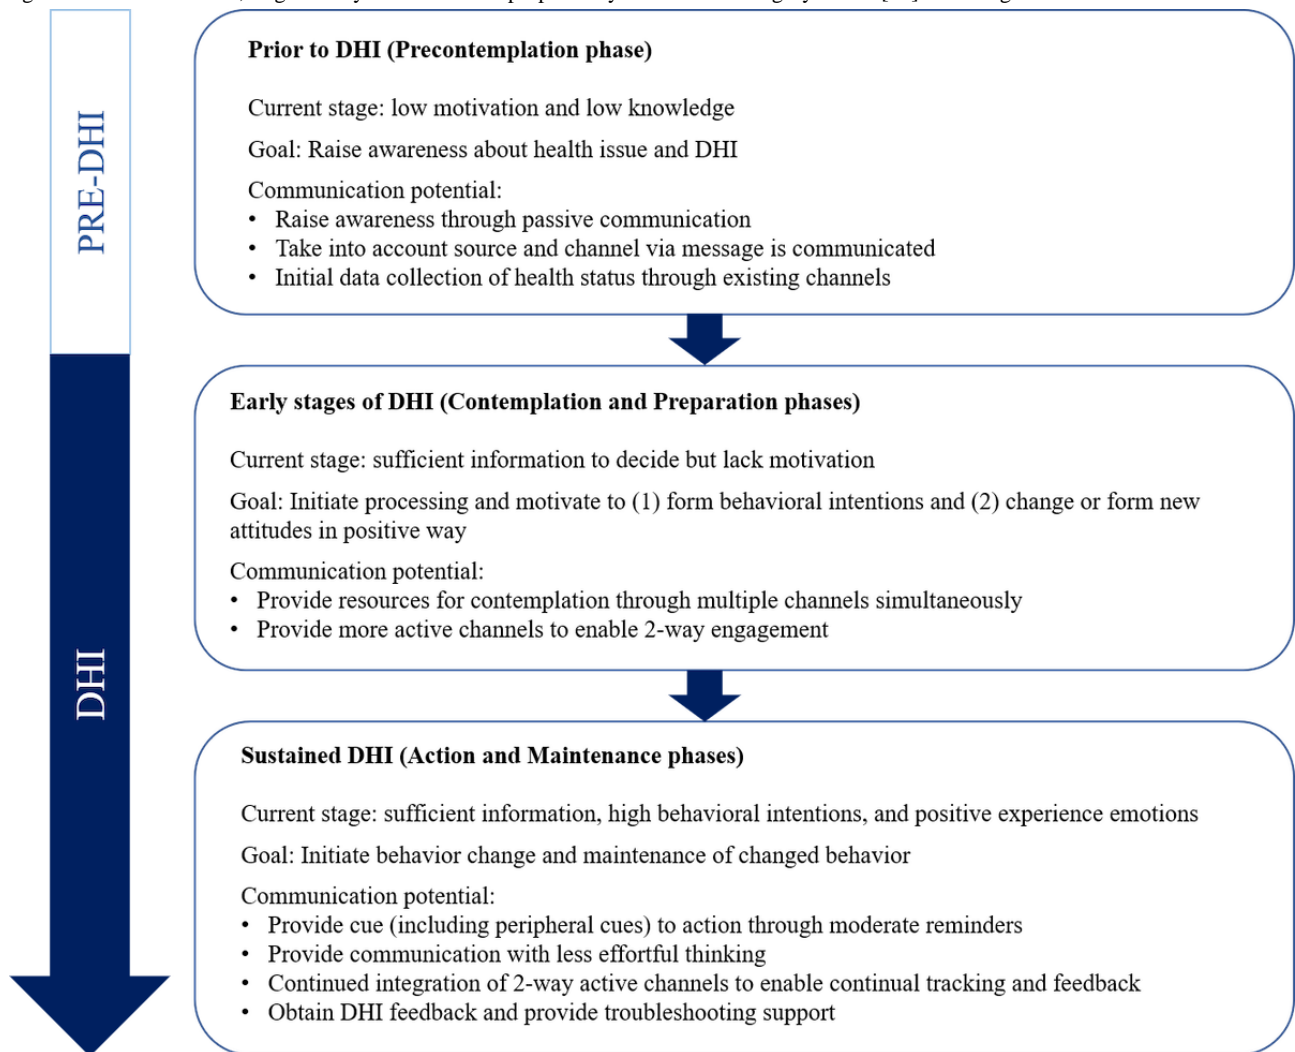 PRE-DHI
Prior to DHI (Precontemplation phase)
Current stage: low motivation and low knowledge
Goal: Raise awareness about health issue and DHI
Communication potential:
• Raise awareness through passive communication
• Take into account source and channel via message is communicated
• Initial data collection of health status through existing channels
DHI
Early stages of DHI (Contemplation and Preparation phases)
Current stage: sufficient information to decide but lack motivation
Goal: Initiate processing and motivate to (1) form behavioral intentions and (2) change or form new
attitudes in positive way
Communication potential:
• Provide resources for contemplation through multiple channels simultaneously
• Provide more active channels to enable 2-way engagement
Sustained DHI (Action and Maintenance phases)
Current stage: sufficient information, high behavioral intentions, and positive experience emotions
Goal: Initiate behavior change and maintenance of changed behavior
Communication potential:
• Provide cue (including peripheral cues) to action through moderate reminders
• Provide communication with less effortful thinking
• Continued integration of 2-way active channels to enable continual tracking and feedback
• Obtain DHI feedback and provide troubleshooting support